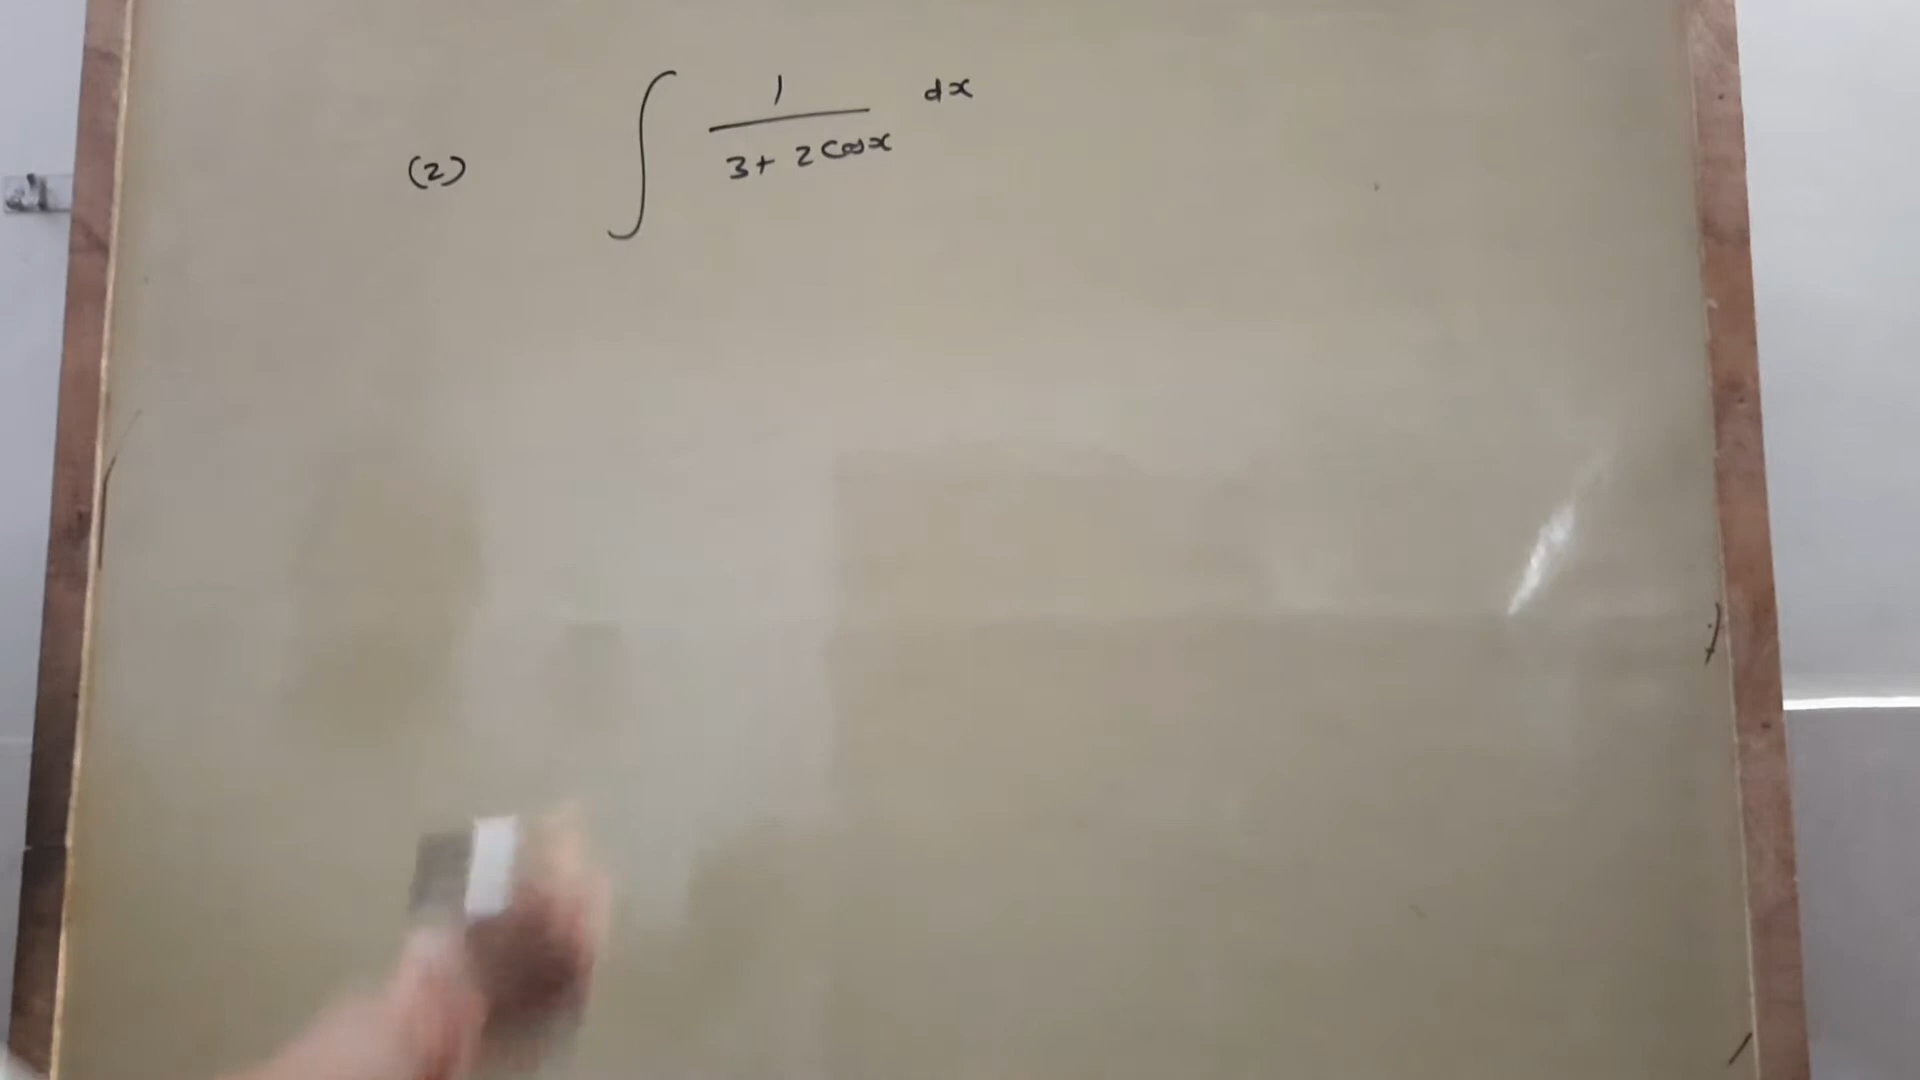 (2) ∫ 1/(3+ 2cosx) dx